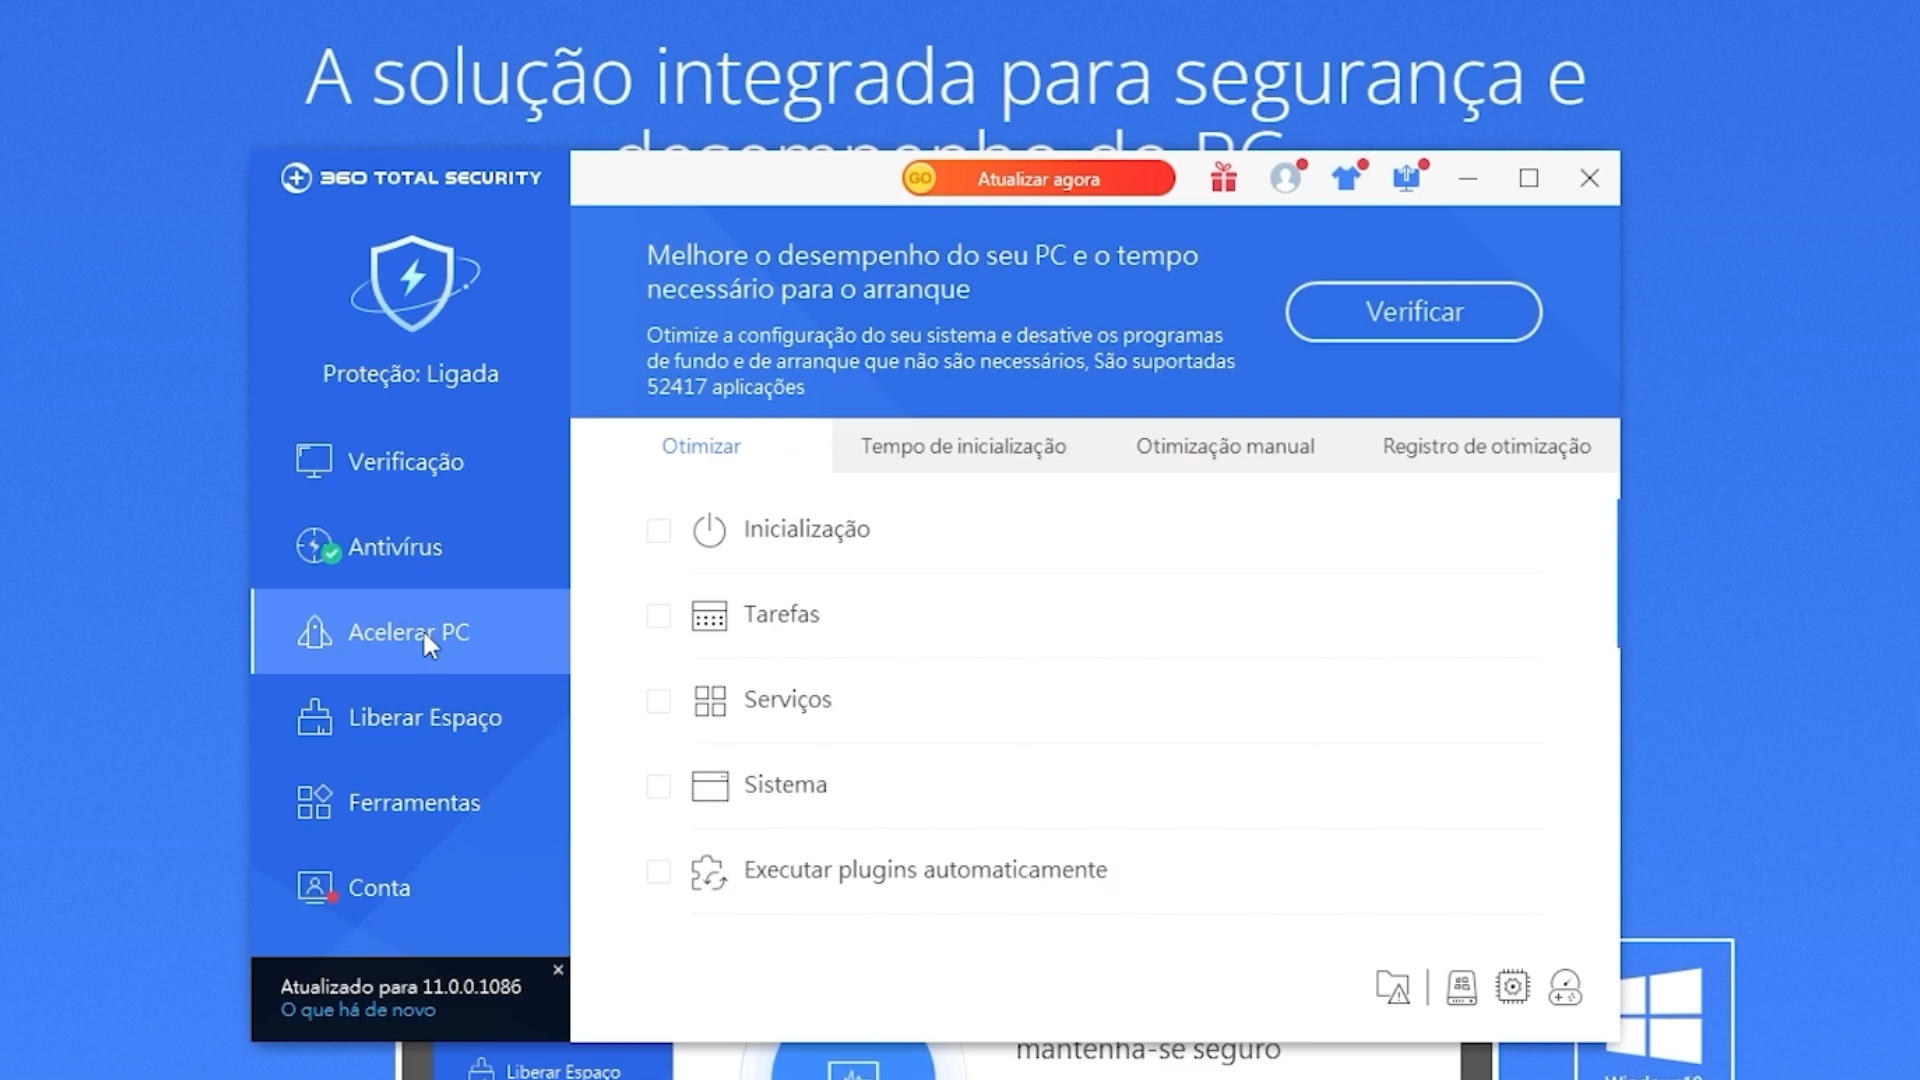 A solução integrada para segurança e
desempenho do PC
360 TOTAL SECURITY
GO
Atualizar agora
Proteção: Ligada
Verificação
Antivírus
Acelerar PC
Liberar Espaço
Ferramentas
Conta
Atualizado para 11.0.0.1086
O que há de novo
Melhore o desempenho do seu PC e o tempo
necessário para o arranque
Otimize a configuração do seu sistema e desative os programas
de fundo e de arranque que não são necessários, São suportadas
52417 aplicações
Verificar
Otimizar
Tempo de inicialização
Otimização manual
Registro de otimização
Inicialização
Tarefas
Serviços
Sistema
Executar plugins automaticamente
mantenha-se seguro
Liberar Espaço
Windows10